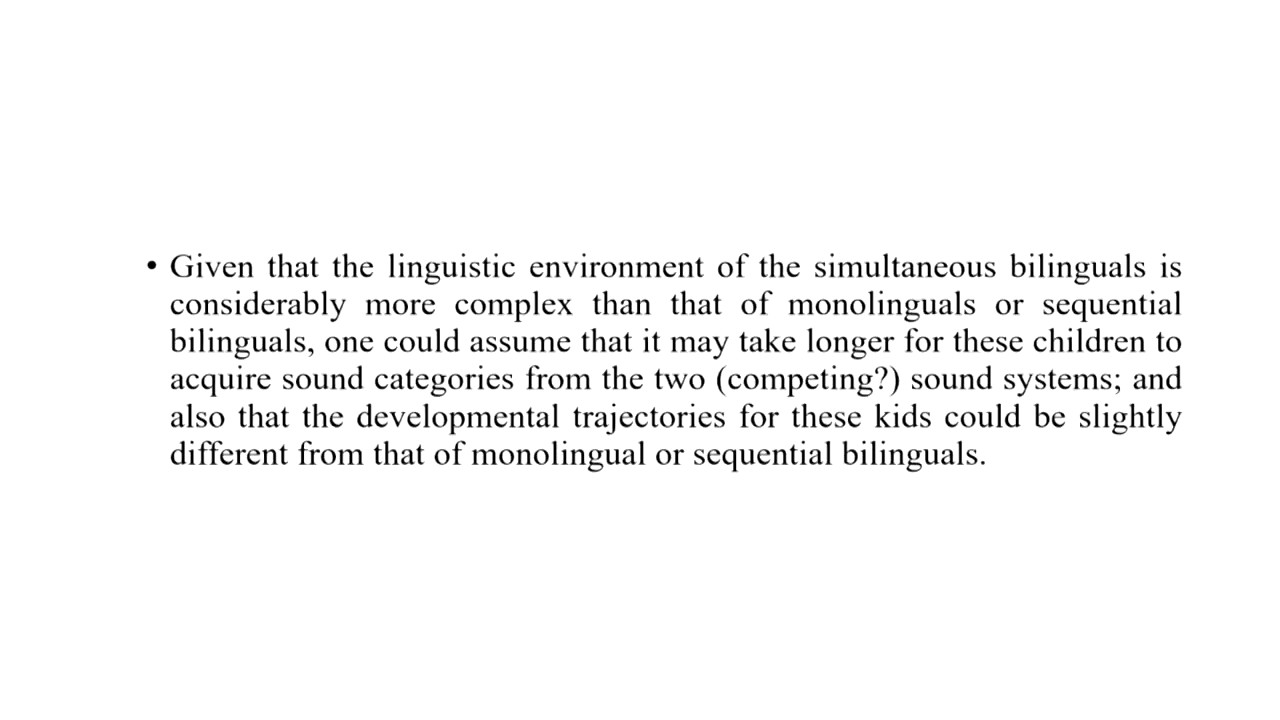 • Given that the linguistic environment of the simultaneous bilinguals is
considerably more complex than that of monolinguals or sequential
bilinguals, one could assume that it may take longer for these children to
acquire sound categories from the two (competing?) sound systems; and
also that the developmental trajectories for these kids could be slightly
different from that of monolingual or sequential bilinguals.